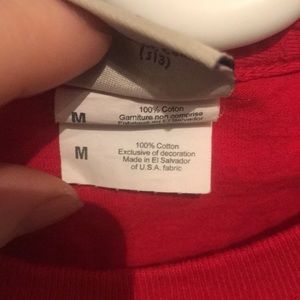 (S13)
M
100% Coton
Garniture non comprise
M
100% Cotton
Exclusive of decoration
Made in El Salvador
of U.S.A. fabric